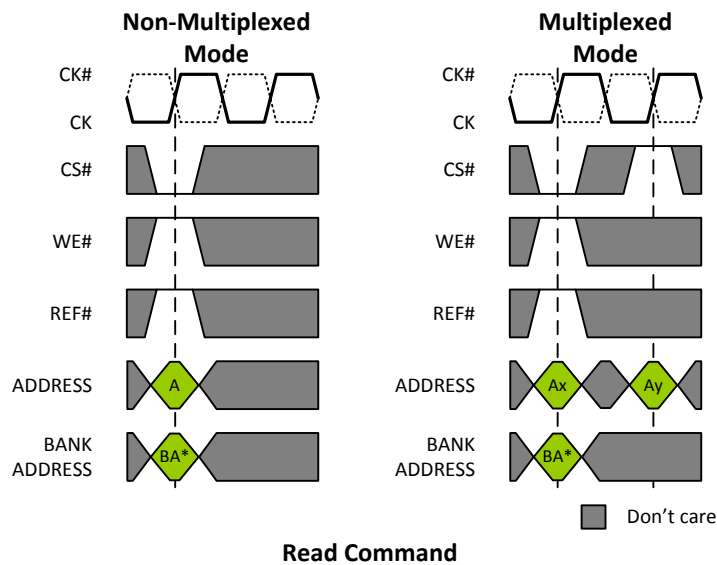 Non-Multiplexed
Mode
CK#
CK
CS#
WE#
REF#
ADDRESS
A
BANK
ADDRESS
BA*
Multiplexed
Mode
CK#
CK
CS#
WE#
REF#
ADDRESS
Ax
Ay
BANK
ADDRESS
BA*
Don't care
Read Command